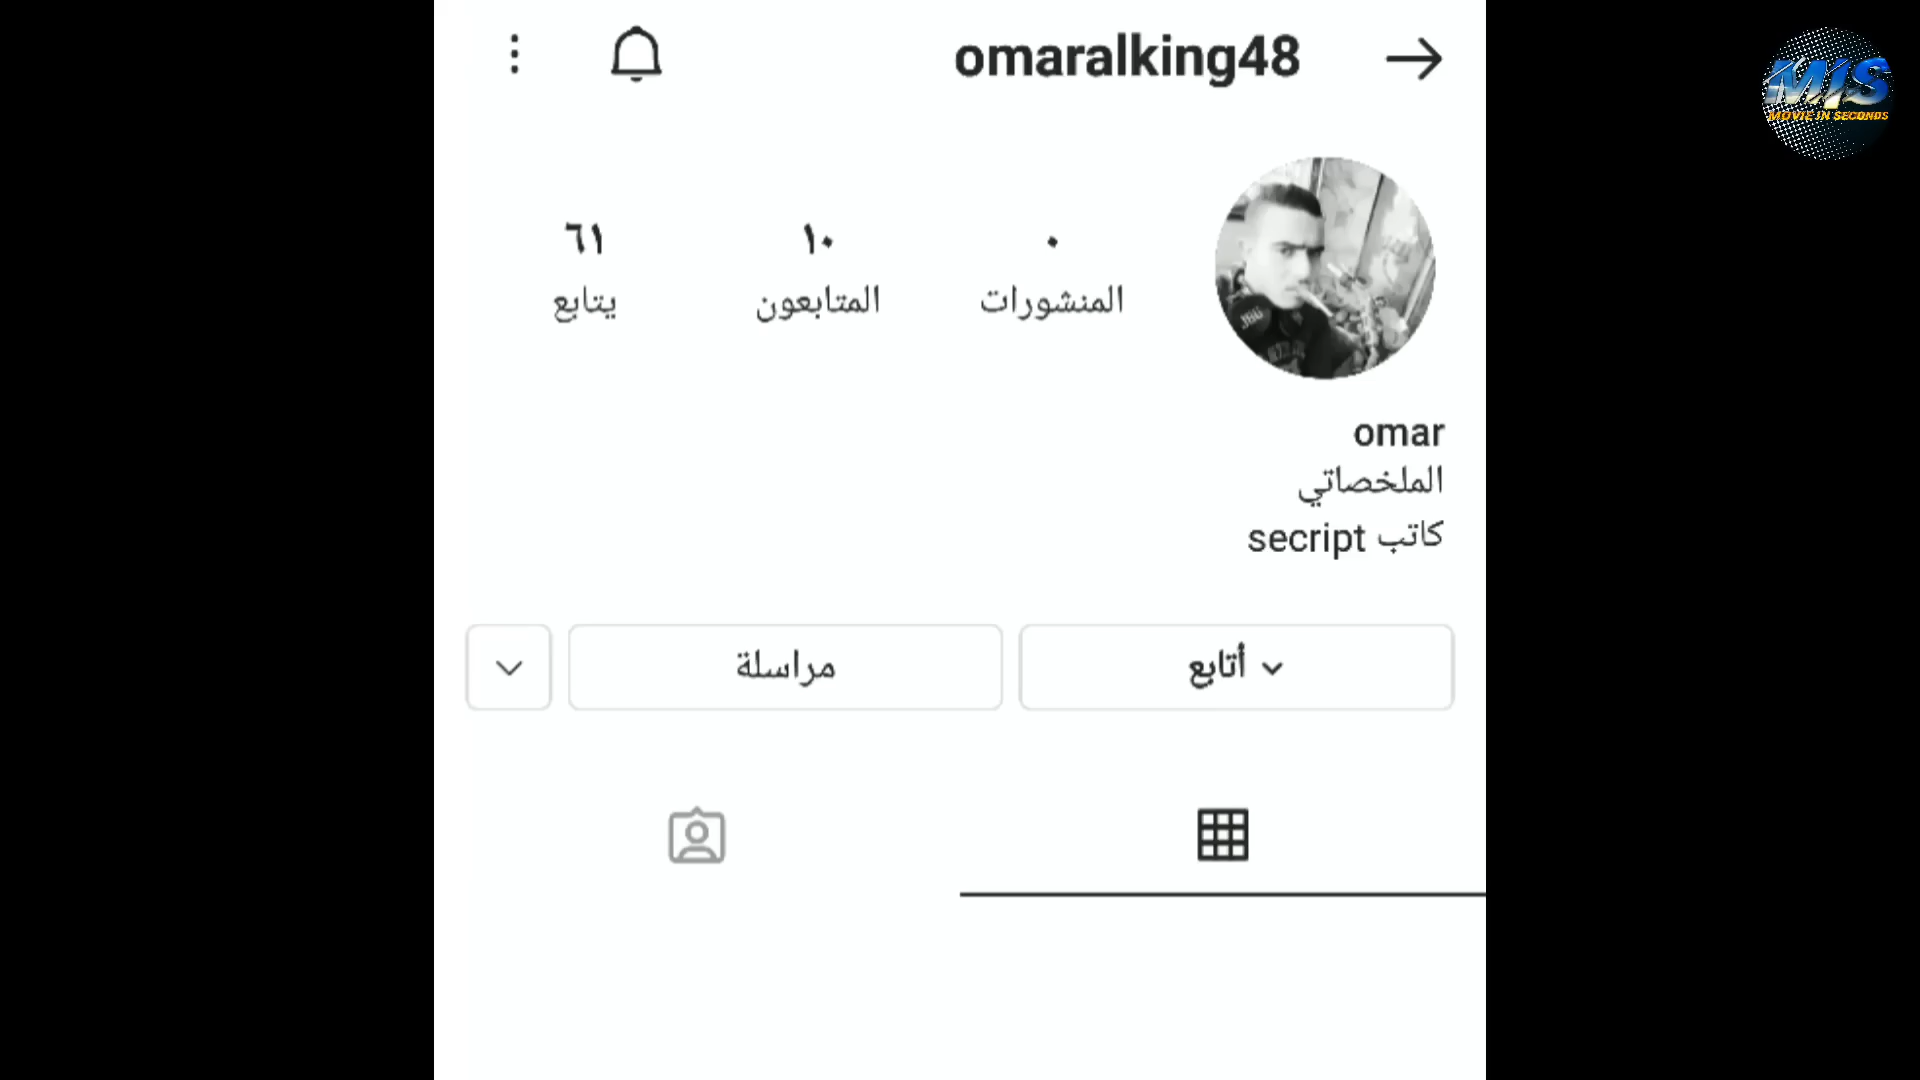 omaralking48
٠
١٠
٦١
المنشورات
المتابعون
يتابع
omar
الملخصاتي
كاتب secript
أتابع
مراسلة
MIS
MOVIE IN SECONDS